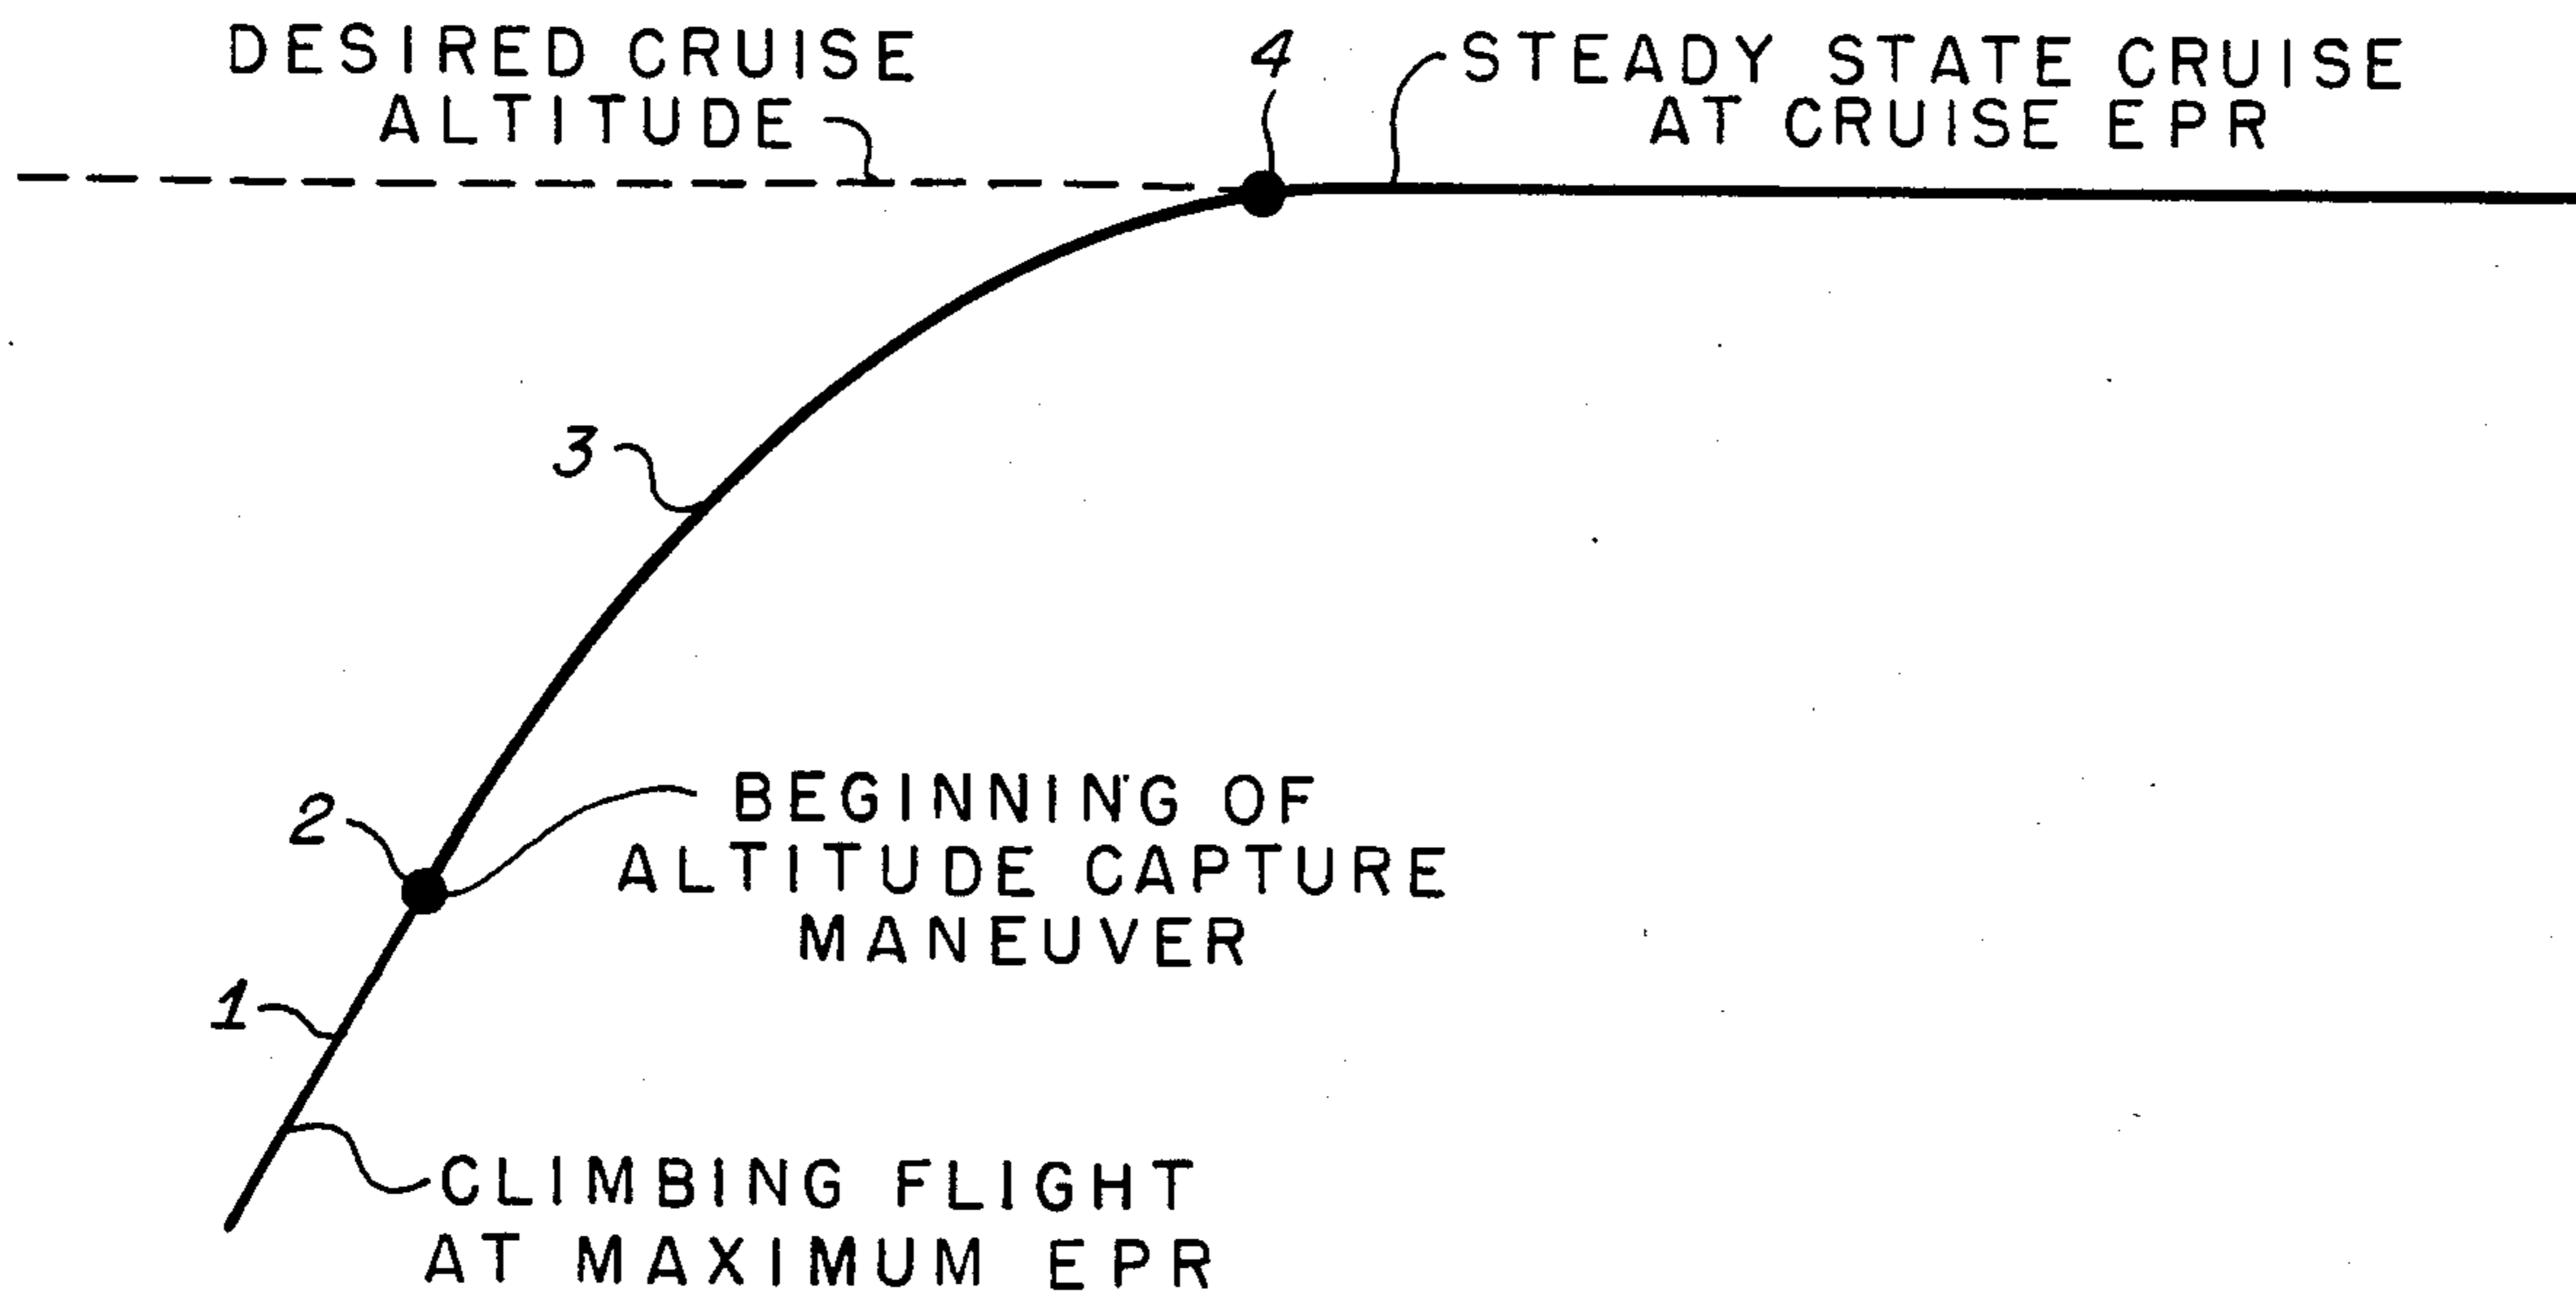 DESIRED CRUISE
ALTITUDE
4
STEADY STATE CRUISE
AT CRUISE EPR
3
2
BEGINNING OF
ALTITUDE CAPTURE
MANEUVER
1
CLIMBING FLIGHT
AT MAXIMUM EPR